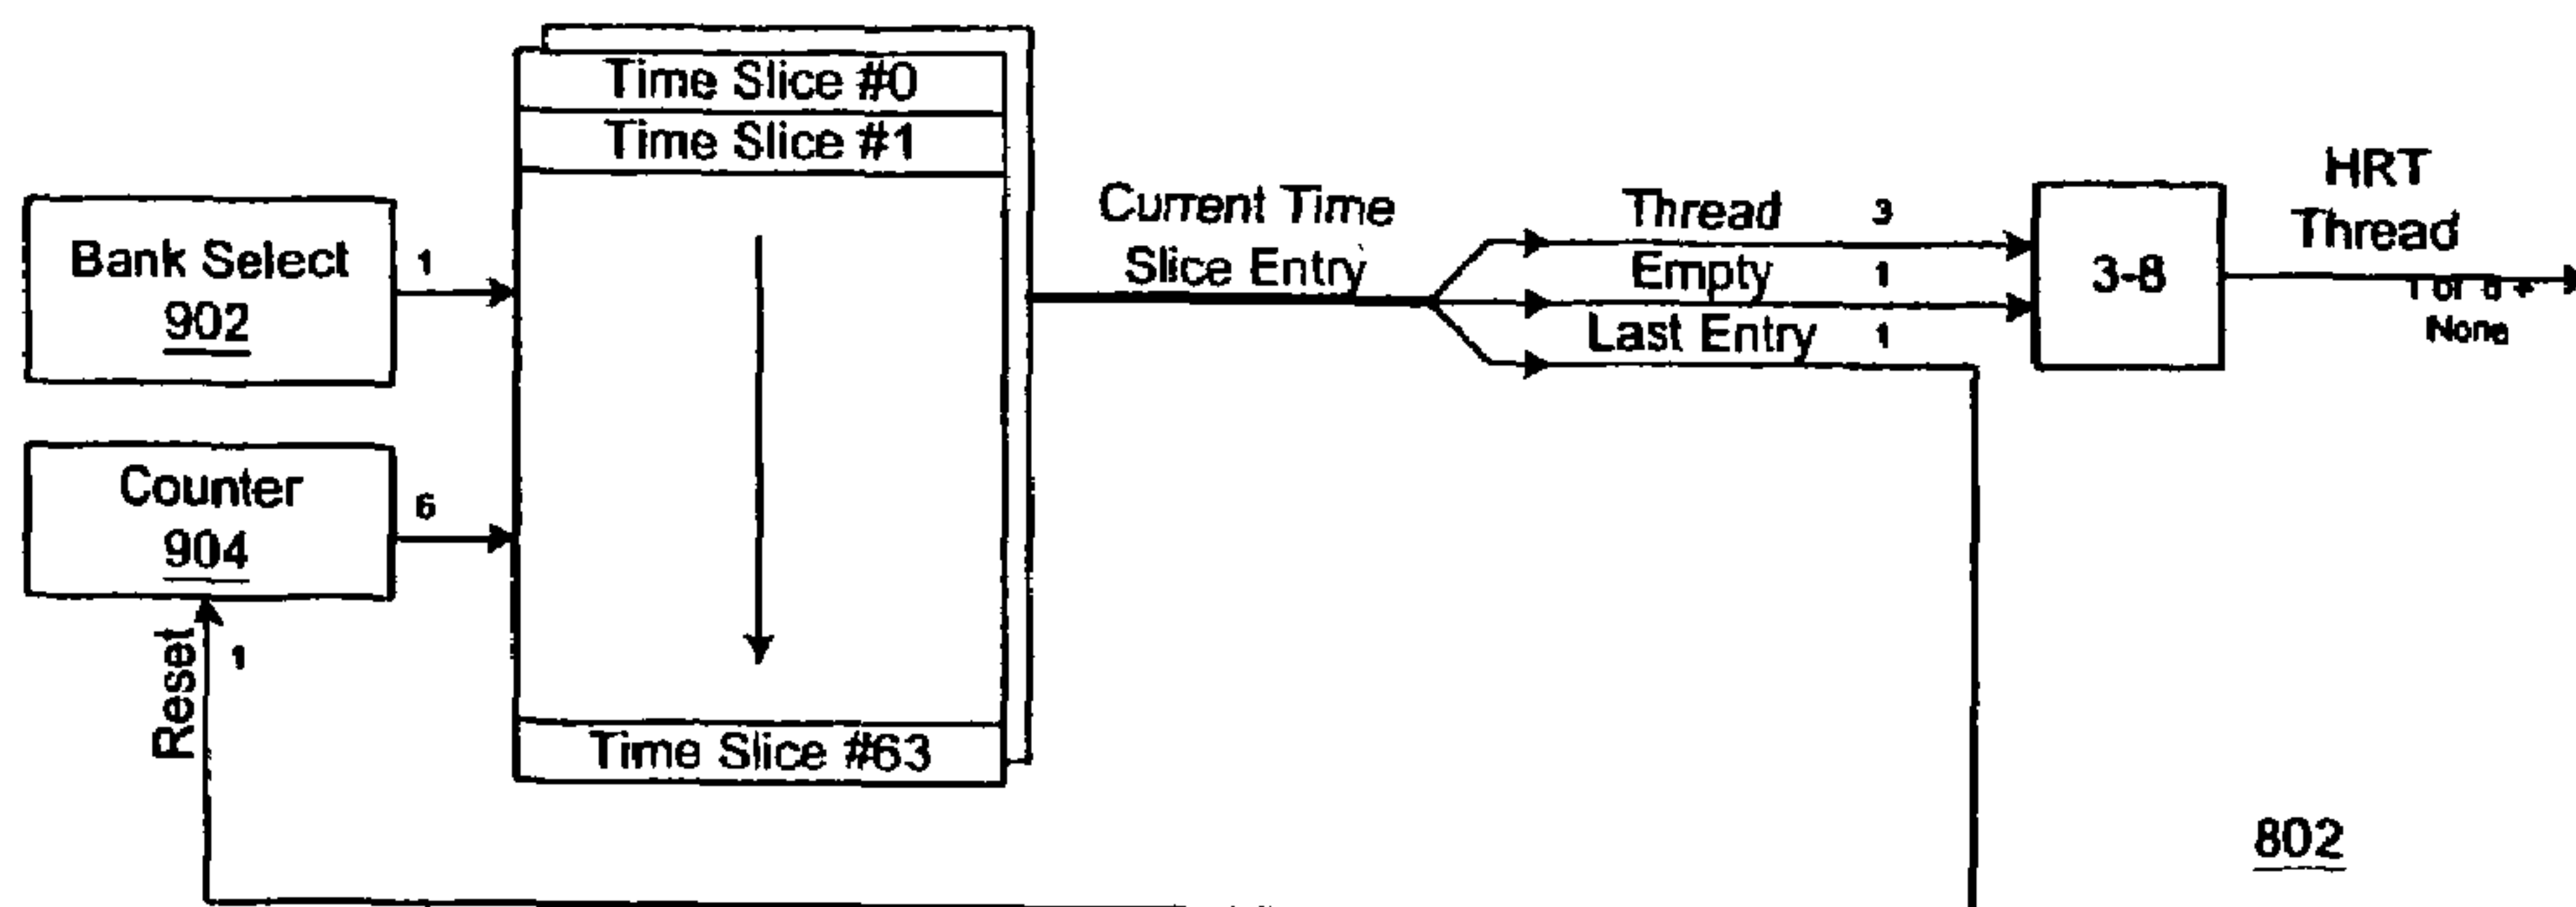 Time Slice #0
Time Slice #1
Time Slice #63
Bank Select
902
1
Counter
904
6
Reset
1
Current Time
Slice Entry
Thread 3
Empty 1
Last Entry 1
3-8
HRT
Thread
None
802